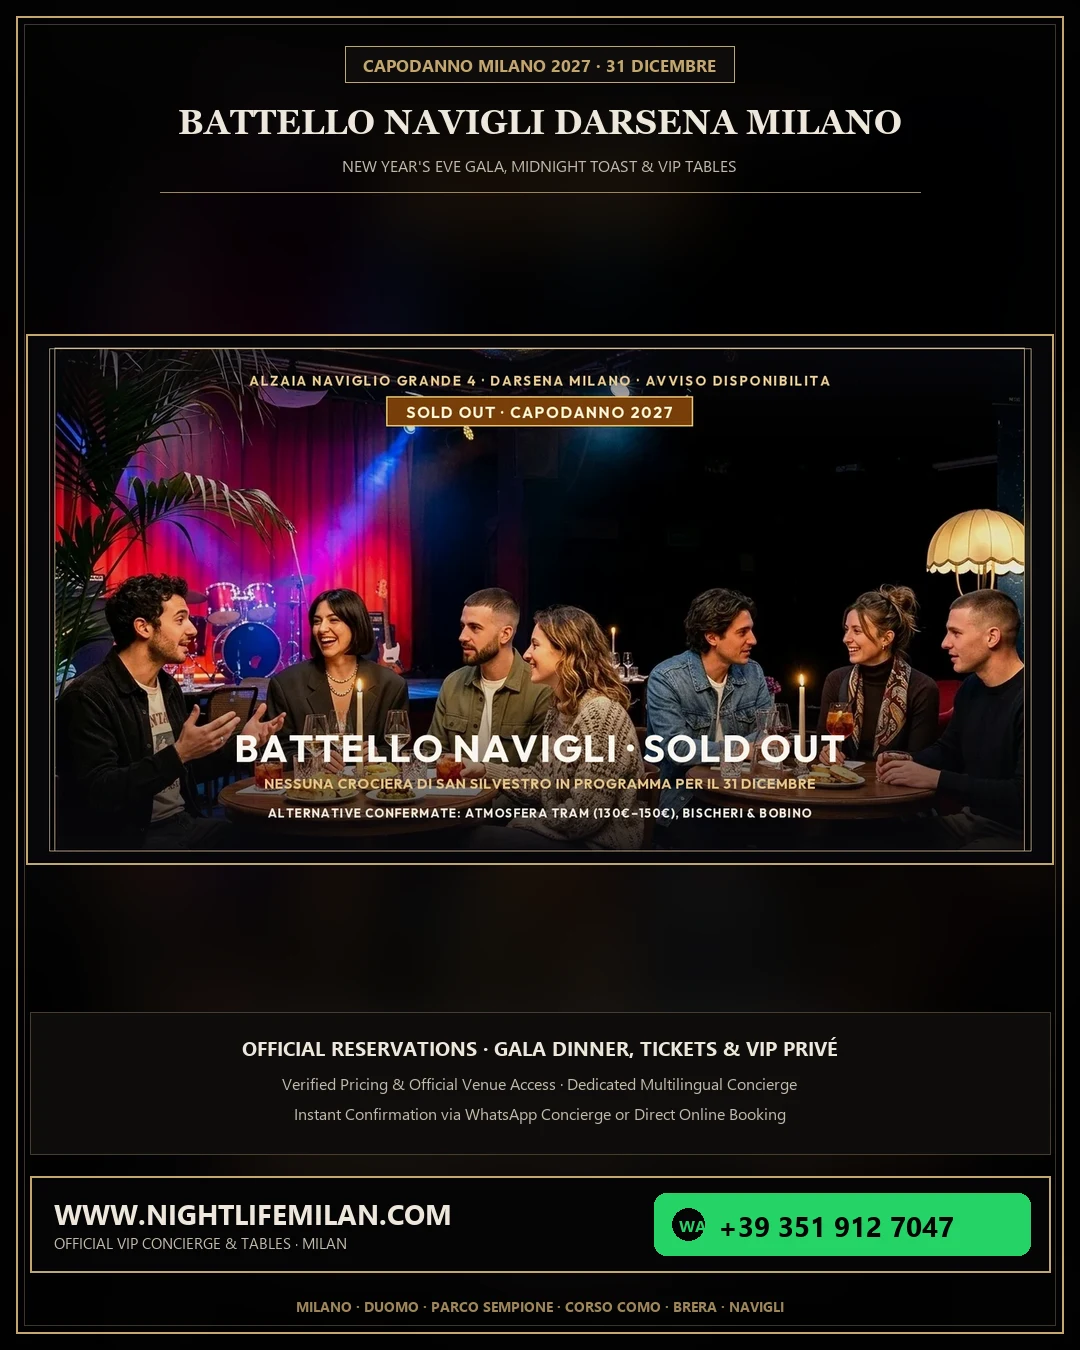 CAPODANNO MILANO 2027 · 31 DICEMBRE
BATTELLO NAVIGLI DARSENA MILANO
NEW YEAR'S EVE GALA, MIDNIGHT TOAST & VIP TABLES
ALZAIA NAVIGLIO GRANDE 4 · DARSENA MILANO · AVVISO DISPONIBILITA
SOLD OUT · CAPODANNO 2027
BATTELLO NAVIGLI · SOLD OUT
NESSUNA CROCIERA DI SAN SILVESTRO IN PROGRAMMA PER IL 31 DICEMBRE
ALTERNATIVE CONFERMATE: ATMOSFERA TRAM (130€–150€), BISCHERI & BOBINO
OFFICIAL RESERVATIONS · GALA DINNER, TICKETS & VIP PRIVÉ
Verified Pricing & Official Venue Access · Dedicated Multilingual Concierge
Instant Confirmation via WhatsApp Concierge or Direct Online Booking
WWW.NIGHTLIFEMILAN.COM
OFFICIAL VIP CONCIERGE & TABLES · MILAN
WA +39 351 912 7047
MILANO · DUOMO · PARCO SEMPIONE · CORSO COMO · BRERA · NAVIGLI